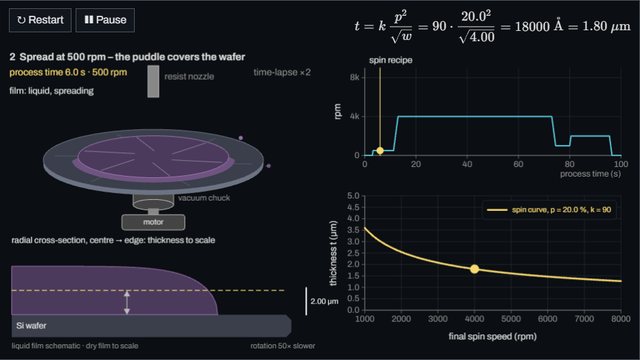 ↻ Restart
Pause
t = k p²/√w = 90 · 20.0²/√4.00 = 18000 Å = 1.80 μm
2 Spread at 500 rpm – the puddle covers the wafer
process time 6.0 s · 500 rpm
resist nozzle
time-lapse ×2
film: liquid, spreading
vacuum chuck
motor
radial cross-section, centre → edge: thickness to scale
2.00 μm
Si wafer
liquid film schematic · dry film to scale
rotation 50× slower
spin recipe
rpm
8k
4k
0
0 20 40 60 80 100
process time (s)
thickness t (μm)
5.0
4.5
4.0
3.5
3.0
2.5
2.0
1.5
1.0
0.5
0.0
spin curve, p = 20.0 %, k = 90
1000 2000 3000 4000 5000 6000 7000 8000
final spin speed (rpm)